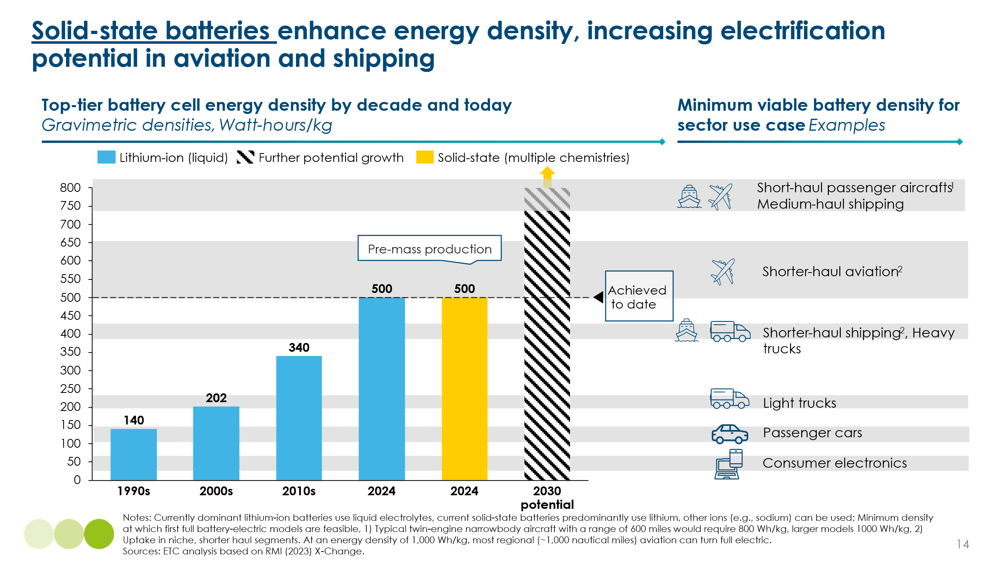 Solid-state batteries enhance energy density, increasing electrification
potential in aviation and shipping
Top-tier battery cell energy density by decade and today
Gravimetric densities, Watt-hours/kg
Minimum viable battery density for
sector use case Examples
Lithium-ion (liquid)
Further potential growth
Solid-state (multiple chemistries)
800
750
700
650
600
550
500
450
400
350
300
250
200
150
100
50
0
140
202
340
500
500
Pre-mass production
Achieved
to date
1990s
2000s
2010s
2024
2024
2030
potential
Short-haul passenger aircrafts1
Medium-haul shipping
Shorter-haul aviation2
Shorter-haul shipping2, Heavy
trucks
Light trucks
Passenger cars
Consumer electronics
Notes: Currently dominant lithium-ion batteries use liquid electrolytes, current solid-state batteries predominantly use lithium, other ions (e.g., sodium) can be used; Minimum density
at which first full battery-electric models are feasible, 1) Typical twin-engine narrowbody aircraft with a range of 600 miles would require 800 Wh/kg, larger models 1000 Wh/kg, 2)
Uptake in niche, shorter haul segments. At an energy density of 1,000 Wh/kg, most regional (~1,000 nautical miles) aviation can turn full electric.
Sources: ETC analysis based on RMI (2023) X-Change.
14